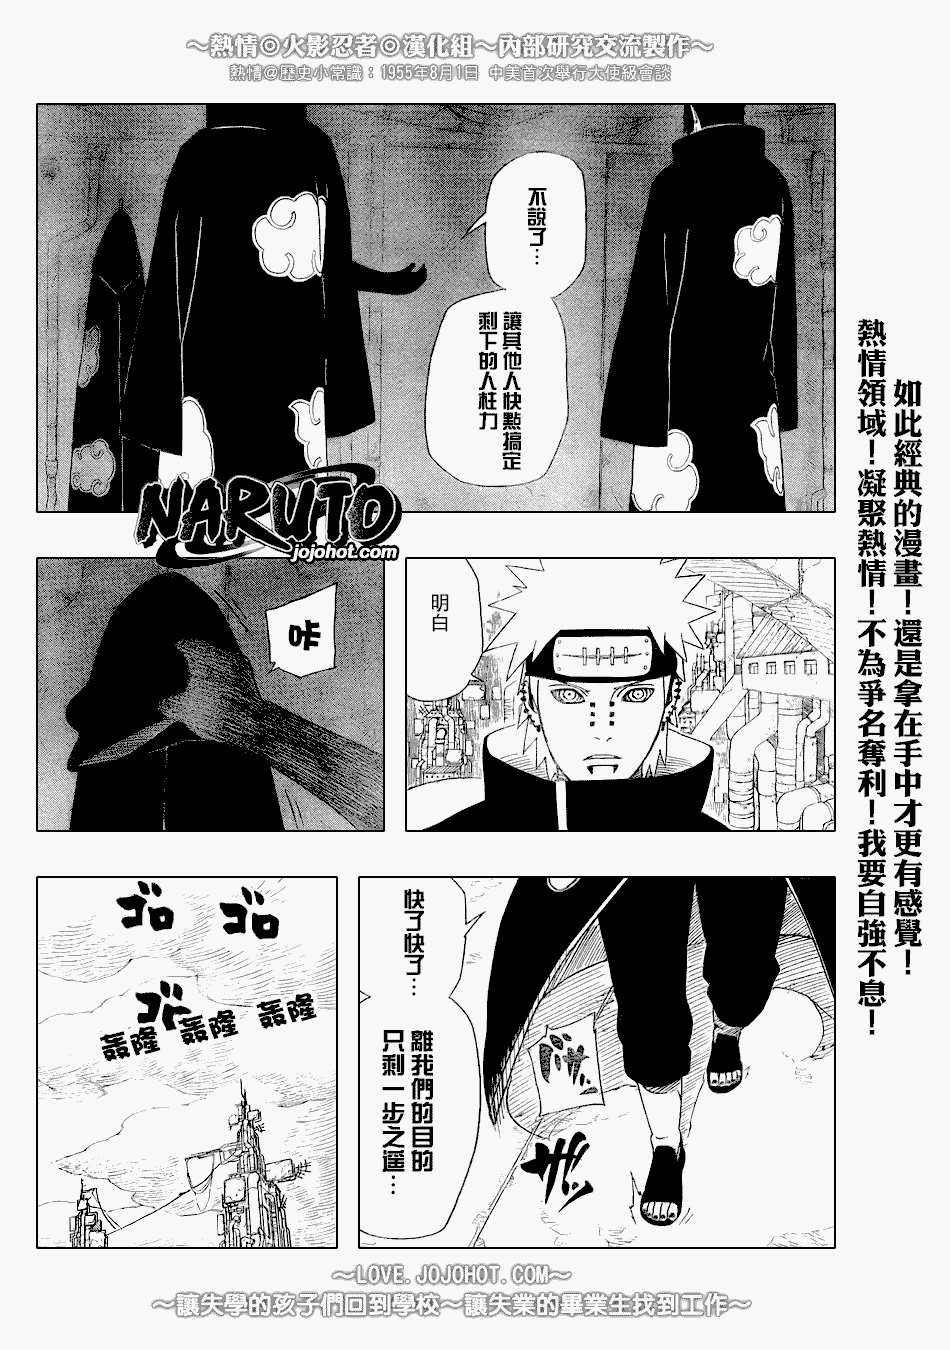 ～熱情◎火影忍者◎漢化組～內部研究交流製作～
熱情@歷史小常識：1955年8月1日 中美首次舉行大使級會談
不說了…
讓其他人快點搞定
剩下的人柱力
NARUTO
jojohot.com
如此經典的漫畫！還是拿在手中才更有感覺！
熱情領域！凝聚熱情！不為爭名奪利！我要自強不息！
明白
咔
快了快了…
離我們的目的
只剩一步之遥…
ザッ
ゴロ
ゴロ
ゴロ
轟隆 轟隆 轟隆
～LOVE.JOJOHOT.COM～
～讓失學的孩子們回到學校～讓失業的畢業生找到工作～